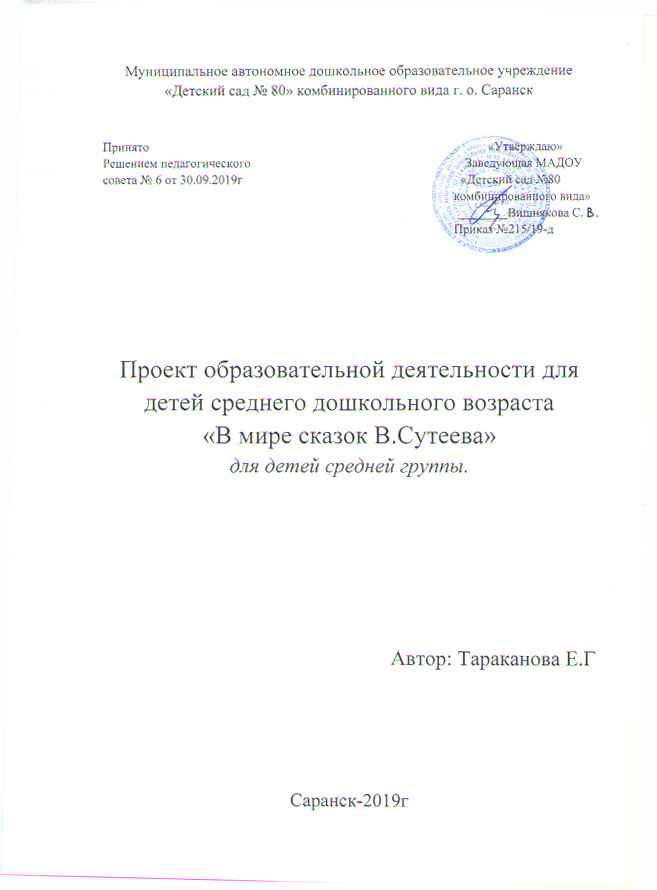 Муниципальное автономное дошкольное образовательное учреждение
«Детский сад № 80» комбинированного вида г. о. Саранск
Принято
Решением педагогического
совета № 6 от 30.09.2019г
«Утверждаю»
Заведующая МАДОУ
«Детский сад №80
комбинированного вида»
Вишнякова С. В.
Приказ №215/19-д
Проект образовательной деятельности для
детей среднего дошкольного возраста
«В мире сказок В.Сутеева»
для детей средней группы.
Автор: Тараканова Е.Г
Саранск-2019г